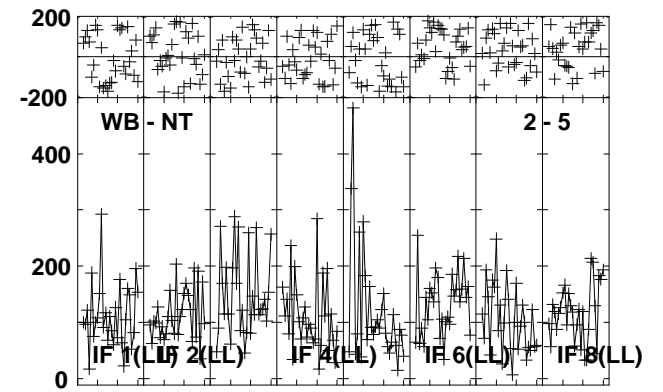 200
-200
WB - NT 2 - 5
400
200
IF 1(LL) IF 2(LL) IF 4(LL) IF 6(LL) IF 8(LL)
0